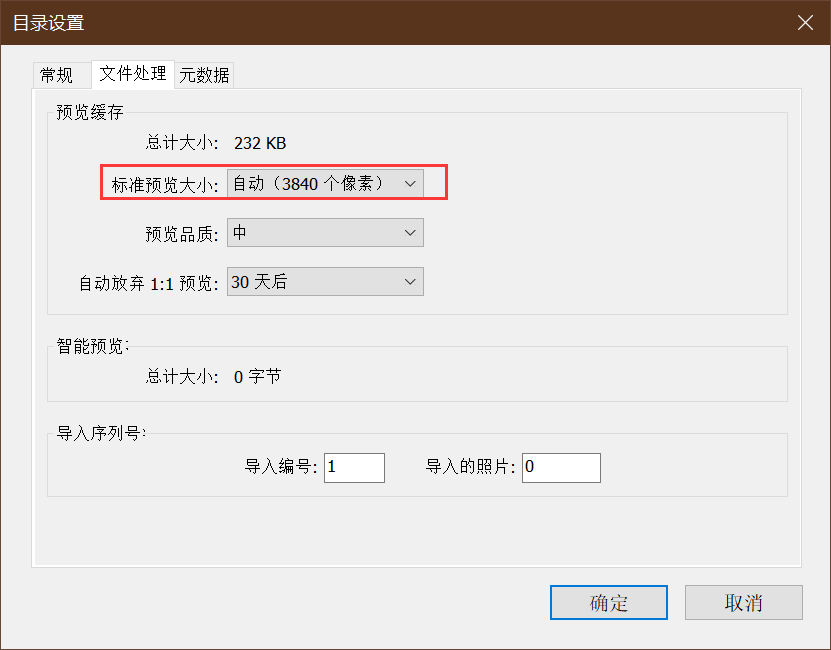 目录设置
常规 文件处理 元数据
预览缓存
总计大小: 232 KB
标准预览大小: 自动（3840 个像素）
预览品质: 中
自动放弃 1:1 预览: 30 天后
智能预览:
总计大小: 0 字节
导入序列号:
导入编号: 1 导入的照片: 0
确定 取消